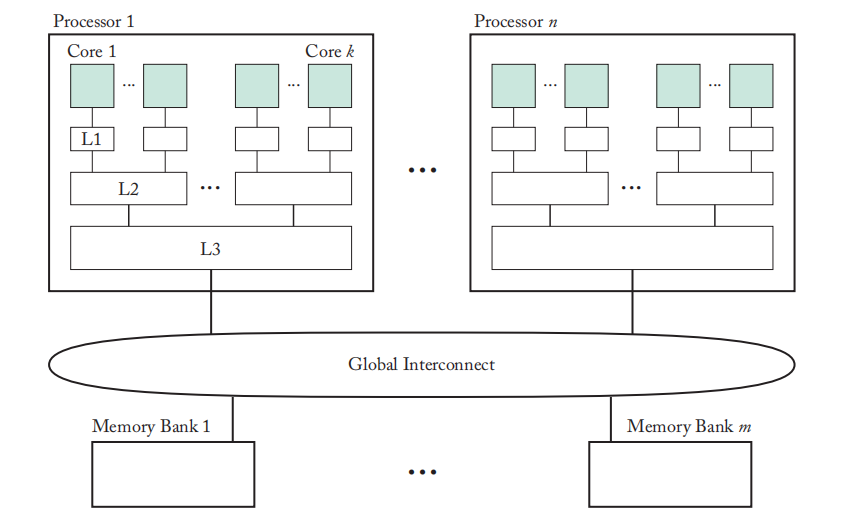 Processor 1
Processor n
Core 1
Core k
...
...
...
...
L1
...
L2
...
...
L3
Global Interconnect
Memory Bank 1
Memory Bank m
...